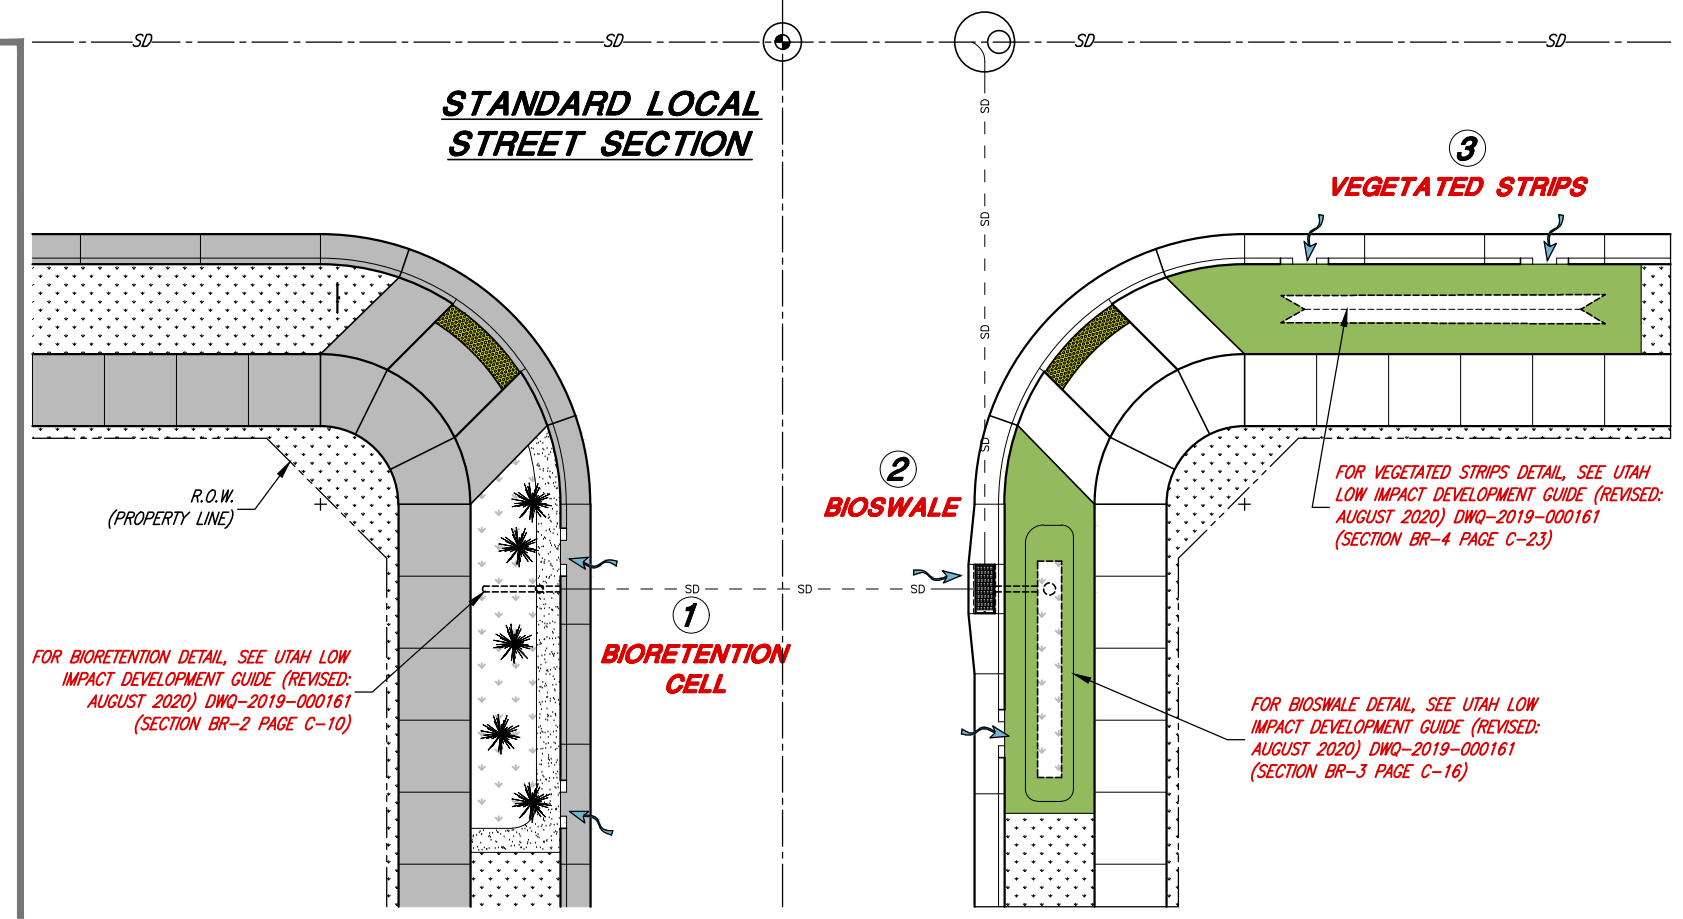 SD
SD
SD
SD
STANDARD LOCAL
STREET SECTION
SD
3
VEGETATED STRIPS
SD
SD
SD
2
BIOSWALE
R.O.W.
(PROPERTY LINE)
FOR VEGETATED STRIPS DETAIL, SEE UTAH
LOW IMPACT DEVELOPMENT GUIDE (REVISED:
AUGUST 2020) DWQ-2019-000161
(SECTION BR-4 PAGE C-23)
SD
SD
SD
1
BIORETENTION
CELL
FOR BIORETENTION DETAIL, SEE UTAH LOW
IMPACT DEVELOPMENT GUIDE (REVISED:
AUGUST 2020) DWQ-2019-000161
(SECTION BR-2 PAGE C-10)
FOR BIOSWALE DETAIL, SEE UTAH LOW
IMPACT DEVELOPMENT GUIDE (REVISED:
AUGUST 2020) DWQ-2019-000161
(SECTION BR-3 PAGE C-16)